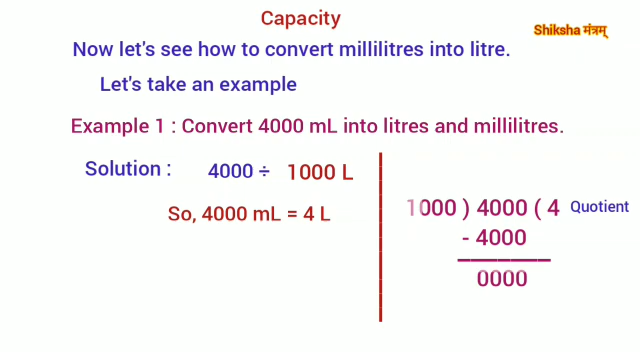 Capacity
Shiksha मंत्रम्
Now let's see how to convert millilitres into litre.
Let's take an example
Example 1 : Convert 4000 mL into litres and millilitres.
Solution : 4000 ÷ 1000 L
So, 4000 mL = 4 L
1000 ) 4000 ( 4 Quotient
- 4000
0000